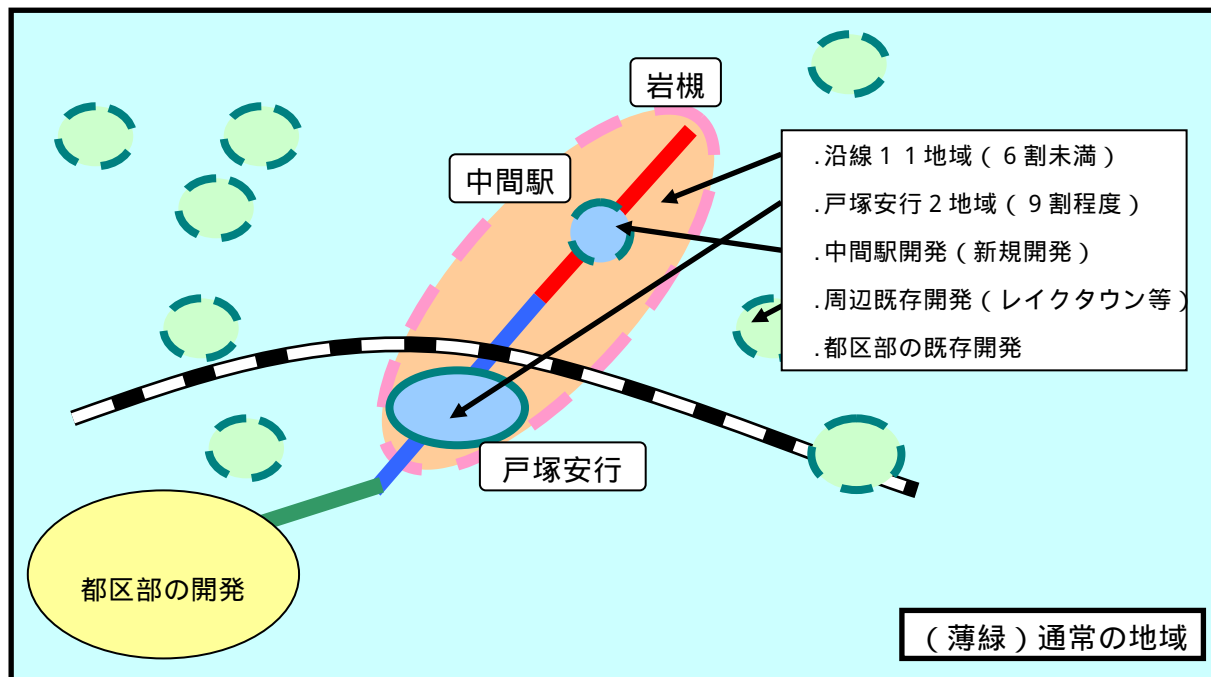 岩槻
中間駅
.沿線11地域(6割未満)
.戸塚安行2地域(9割程度)
.中間駅開発(新規開発)
.周辺既存開発(レイクタウン等)
.都区部の既存開発
戸塚安行
都区部の開発
(薄緑)通常の地域